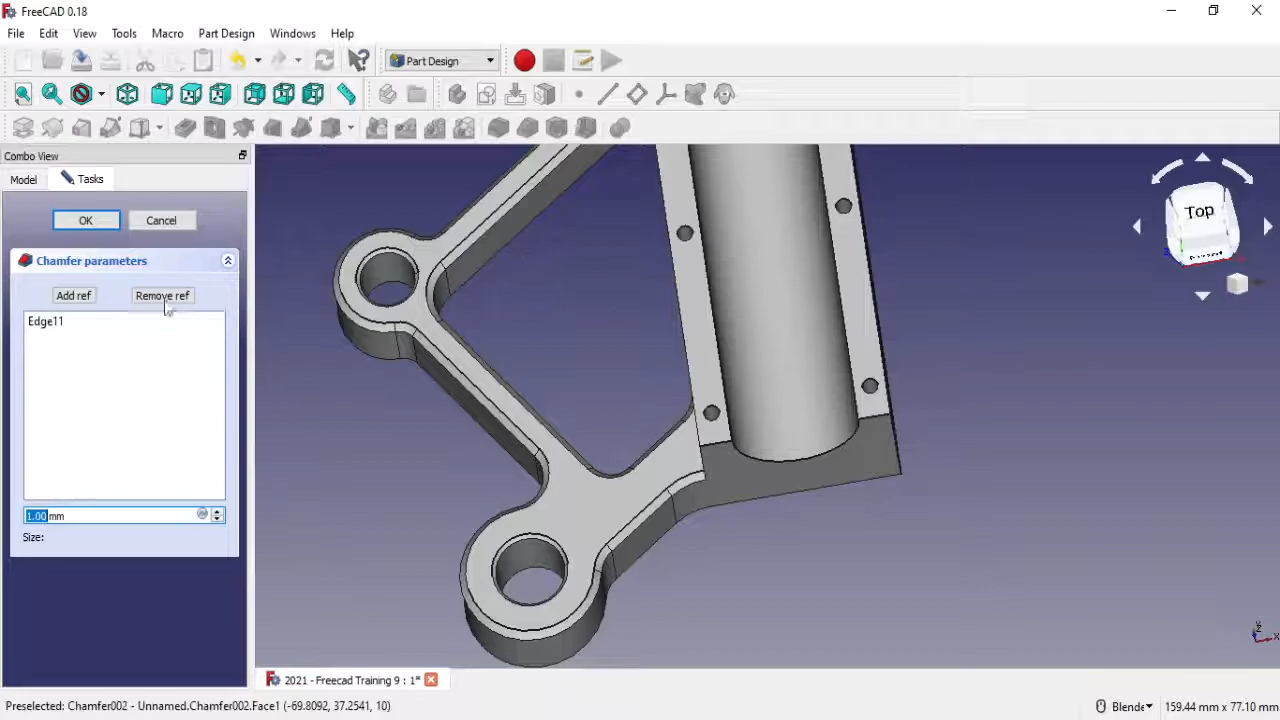 FreeCAD 0.18
File Edit View Tools Macro Part Design Windows Help
Part Design
Combo View
Model Tasks
OK Cancel
Chamfer parameters
Add ref Remove ref
Edge11
1.00 mm
Size:
Top
2021 - Freecad Training 9 : 1*
Preselected: Chamfer002 - Unnamed.Chamfer002.Face1 (-69.8092, 37.2541, 10)
Blende
159.44 mm x 77.10 mm